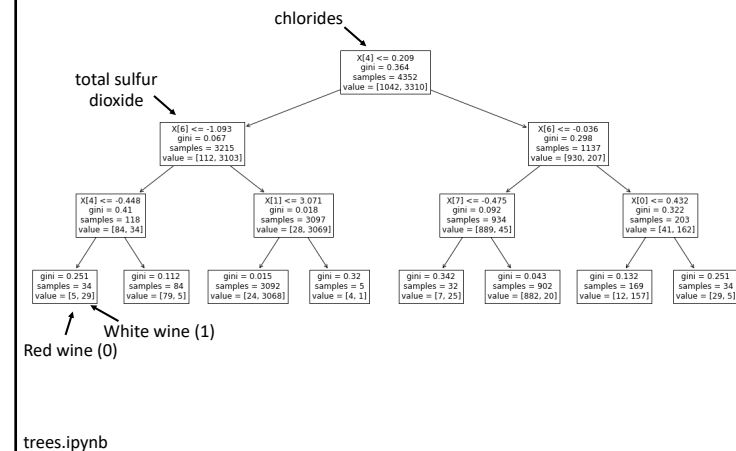 chlorides
X[4] <= 0.209
gini = 0.364
samples = 4352
value = [1042, 3310]
total sulfur
dioxide
X[6] <= -1.093
gini = 0.067
samples = 3215
value = [112, 3103]
X[6] <= -0.036
gini = 0.298
samples = 1137
value = [930, 207]
X[4] <= -0.448
gini = 0.41
samples = 118
value = [84, 34]
X[1] <= 3.071
gini = 0.018
samples = 3097
value = [28, 3069]
X[7] <= -0.475
gini = 0.092
samples = 934
value = [889, 45]
X[0] <= 0.432
gini = 0.322
samples = 203
value = [41, 162]
gini = 0.251
samples = 34
value = [5, 29]
gini = 0.112
samples = 84
value = [79, 5]
gini = 0.015
samples = 3092
value = [24, 3068]
gini = 0.32
samples = 5
value = [4, 1]
gini = 0.342
samples = 32
value = [7, 25]
gini = 0.043
samples = 902
value = [882, 20]
gini = 0.132
samples = 169
value = [12, 157]
gini = 0.251
samples = 34
value = [29, 5]
White wine (1)
Red wine (0)
trees.ipynb